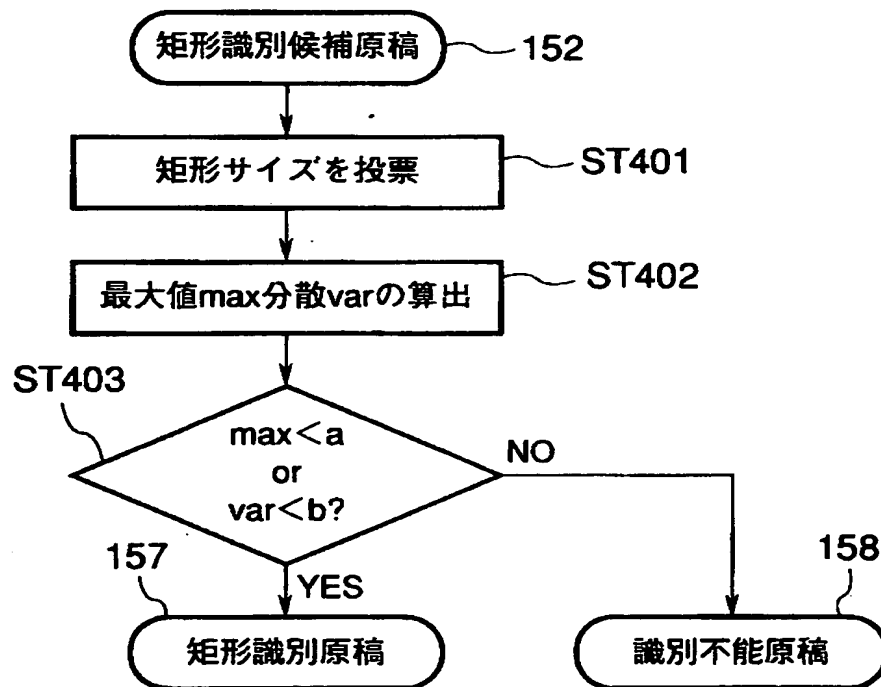 矩形識別候補原稿
152
矩形サイズを投票
ST401
最大値max分散varの算出
ST402
ST403
max<a
or
var<b?
NO
YES
157
矩形識別原稿
158
識別不能原稿